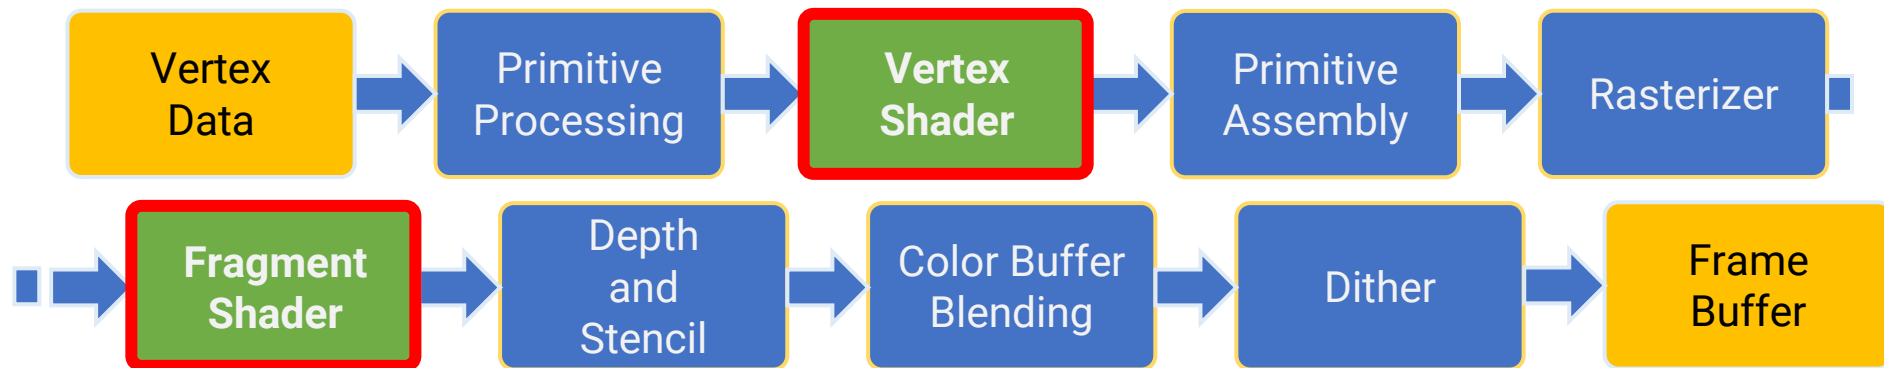 Vertex
Data
Primitive
Processing
Vertex
Shader
Primitive
Assembly
Rasterizer
Fragment
Shader
Depth
and
Stencil
Color Buffer
Blending
Dither
Frame
Buffer